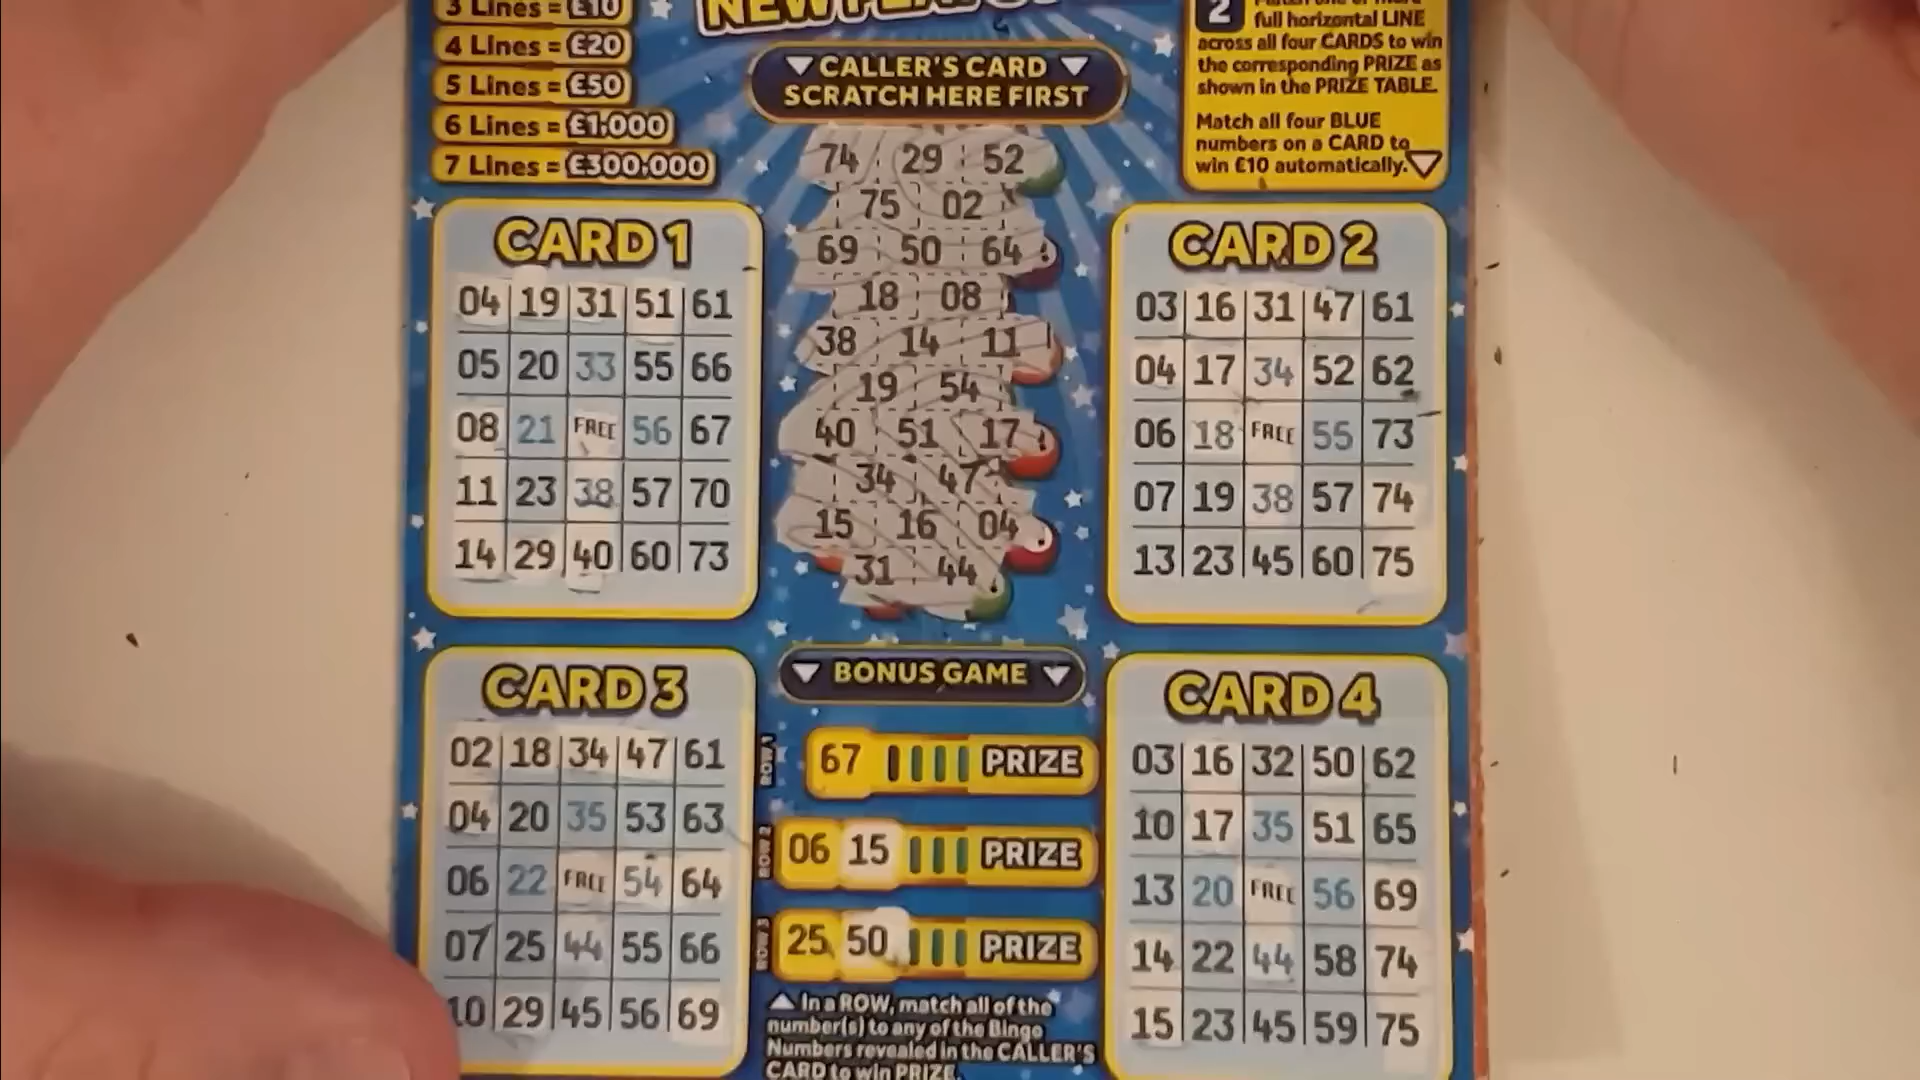 3 Lines = £10
4 Lines = £20
5 Lines = £50
6 Lines = £1,000
7 Lines = £300,000
CALLER'S CARD
SCRATCH HERE FIRST
74 29 52
75 02
69 50 64
18 08
38 14 11
19 54
40 51 17
34 47
15 16 04
31 44
2
full horizontal LINE
across all four CARDS to win
the corresponding PRIZE as
shown in the PRIZE TABLE.
Match all four BLUE
numbers on a CARD to
win £10 automatically.
CARD 1
04 19 31 51 61
05 20 33 55 66
08 21 FREE 56 67
11 23 38 57 70
14 29 40 60 73
CARD 2
03 16 31 47 61
04 17 34 52 62
06 18 FREE 55 73
07 19 38 57 74
13 23 45 60 75
CARD 3
02 18 34 47 61
04 20 35 53 63
06 22 FREE 54 64
07 25 44 55 66
10 29 45 56 69
BONUS GAME
ROW 1
67 PRIZE
ROW 2
06 15 PRIZE
ROW 3
25 50 PRIZE
In a ROW, match all of the
number(s) to any of the Bingo
Numbers revealed in the CALLER'S
CARD to win PRIZE.
CARD 4
03 16 32 50 62
10 17 35 51 65
13 20 FREE 56 69
14 22 44 58 74
15 23 45 59 75